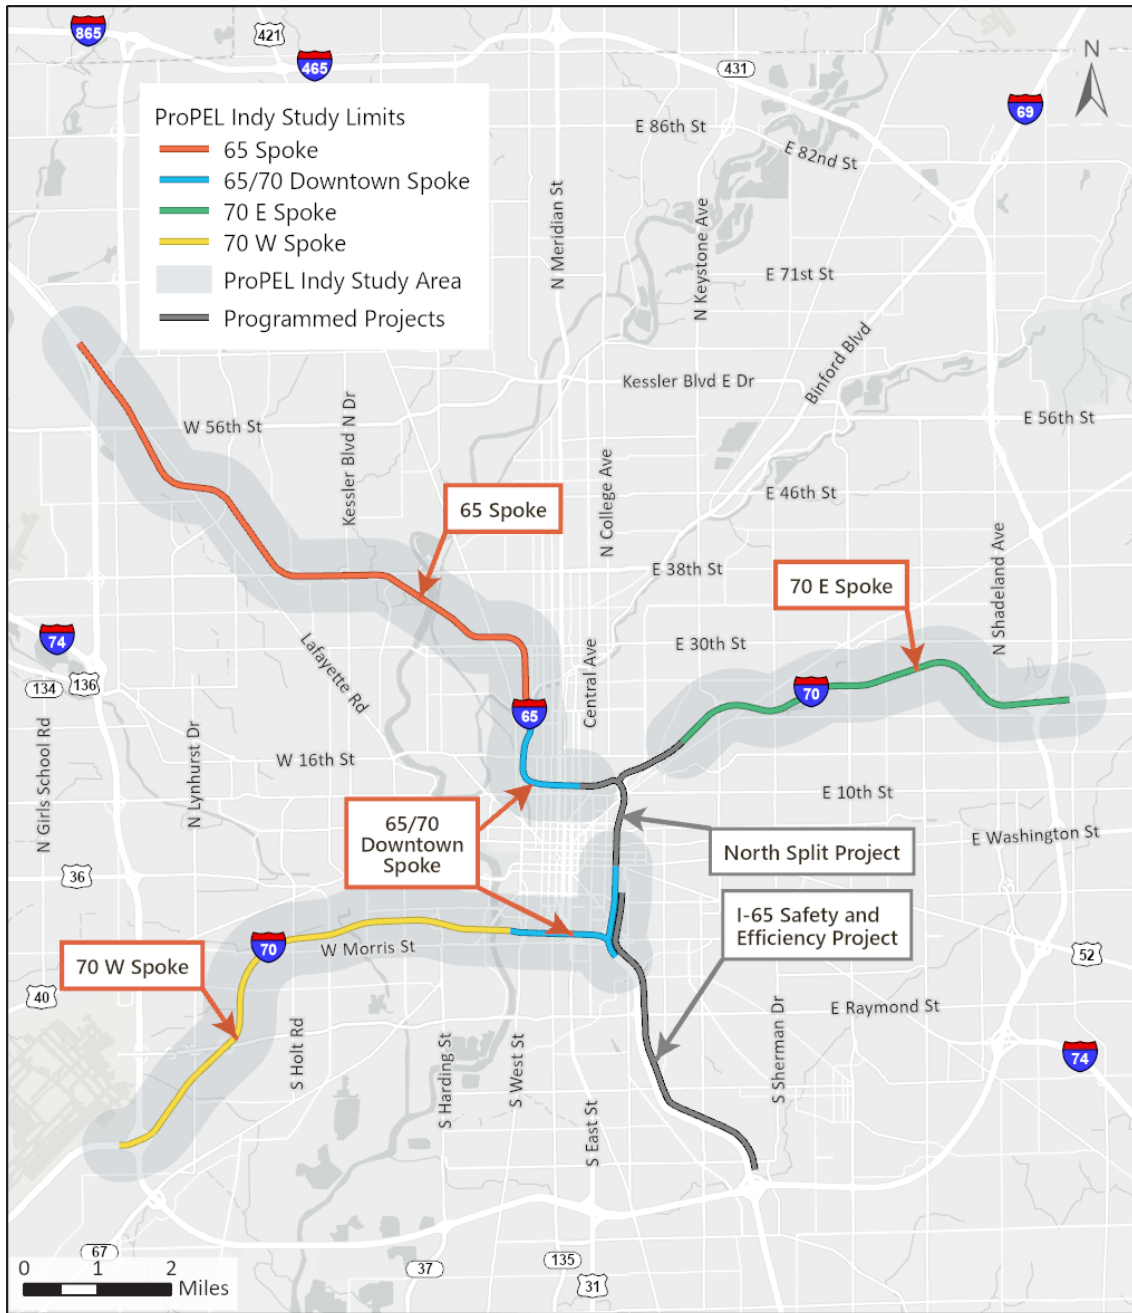 865
421
465
431
N
69
ProPEL Indy Study Limits
65 Spoke
65/70 Downtown Spoke
70 E Spoke
70 W Spoke
ProPEL Indy Study Area
Programmed Projects
E 86th St
E 82nd St
N Meridian St
N Keystone Ave
E 71st St
Binford Blvd
Kessler Blvd E Dr
Kessler Blvd N Dr
W 56th St
E 56th St
N College Ave
E 46th St
65 Spoke
N Shadeland Ave
E 38th St
70 E Spoke
74
Lafayette Rd
E 30th St
Central Ave
134
136
70
65
N Girls School Rd
N Lynhurst Dr
W 16th St
E 10th St
65/70
Downtown
Spoke
E Washington St
North Split Project
36
I-65 Safety and
Efficiency Project
70
W Morris St
70 W Spoke
52
40
E Raymond St
S Holt Rd
S Harding St
S West St
S Sherman Dr
74
S East St
67
37
135
31
0 1 2
Miles